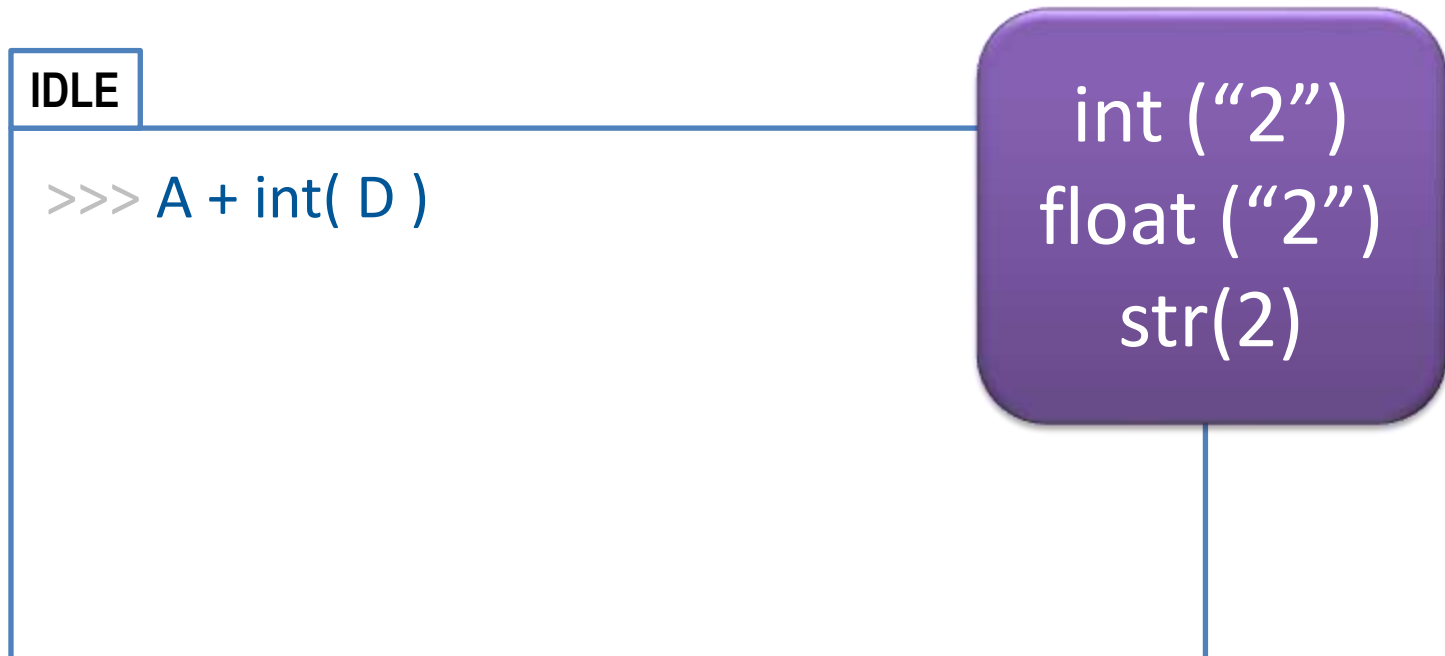 IDLE
>>> A + int( D )
int (“2”)
float (“2”)
str(2)